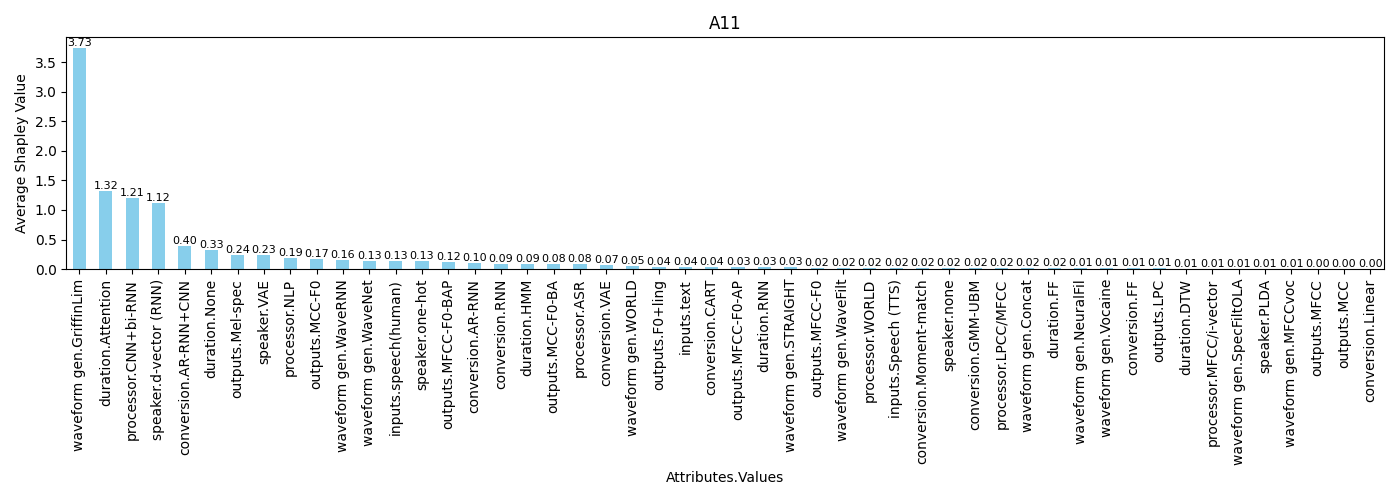 A11
Average Shapley Value
3.5
3.0
2.5
2.0
1.5
1.0
0.5
0.0
3.73
1.32
1.21
1.12
0.40
0.33
0.24
0.23
0.19
0.17
0.16
0.13
0.13
0.13
0.12
0.10
0.09
0.09
0.08
0.08
0.07
0.05
0.04
0.04
0.04
0.03
0.03
0.03
0.02
0.02
0.02
0.02
0.02
0.02
0.02
0.02
0.02
0.02
0.01
0.01
0.01
0.01
0.01
0.01
0.01
0.01
0.01
0.00
0.00
0.00
waveform gen.GriffinLim
duration.Attention
processor.CNN+bi-RNN
speaker.d-vector (RNN)
conversion.AR-RNN+CNN
duration.None
outputs.Mel-spec
speaker.VAE
processor.NLP
outputs.MCC-F0
waveform gen.WaveRNN
waveform gen.WaveNet
inputs.speech(human)
speaker.one-hot
outputs.MFCC-F0-BAP
conversion.AR-RNN
conversion.RNN
duration.HMM
outputs.MCC-F0-BA
processor.ASR
conversion.VAE
waveform gen.WORLD
outputs.F0+ling
inputs.text
conversion.CART
outputs.MFCC-F0-AP
duration.RNN
waveform gen.STRAIGHT
outputs.MFCC-F0
waveform gen.WaveFilt
processor.WORLD
inputs.Speech (TTS)
conversion.Moment-match
speaker.none
conversion.GMM-UBM
processor.LPCC/MFCC
waveform gen.Concat
duration.FF
waveform gen.NeuralFil
waveform gen.Vocaine
conversion.FF
outputs.LPC
duration.DTW
processor.MFCC/i-vector
waveform gen.SpecFiltOLA
speaker.PLDA
waveform gen.MFCCvoc
outputs.MFCC
outputs.MCC
conversion.Linear
Attributes.Values